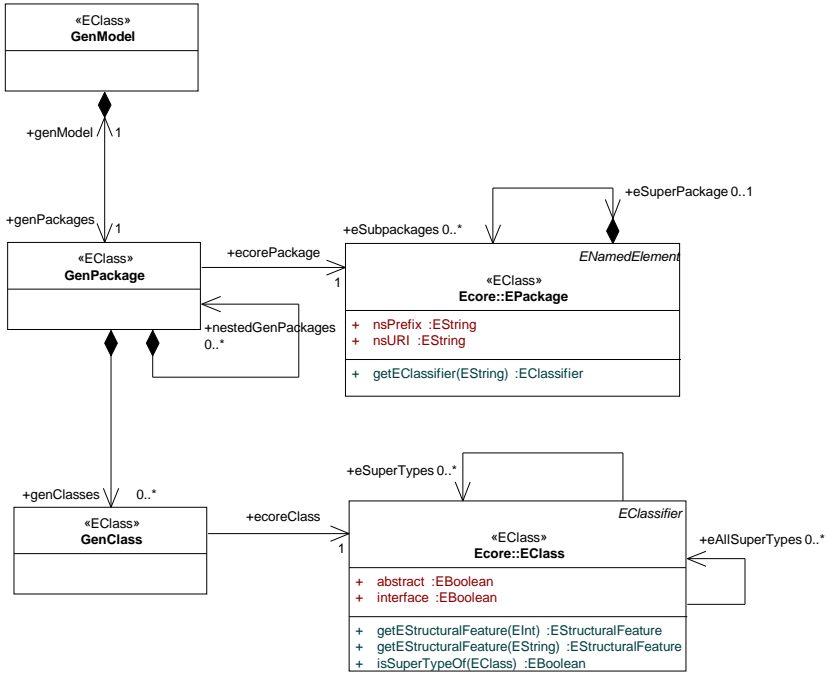 «EClass»
GenModel
+genModel
1
+genPackages
1
«EClass»
GenPackage
+ecorePackage
1
+nestedGenPackages
0..*
+eSuperPackage 0..1
+eSubpackages 0..*
ENamedElement
«EClass»
Ecore::EPackage
+ nsPrefix :EString
+ nsURI :EString
+ getEClassifier(EString) :EClassifier
+genClasses 0..*
«EClass»
GenClass
+ecoreClass
1
+eSuperTypes 0..*
EClassifier
«EClass»
Ecore::EClass
+eAllSuperTypes 0..*
+ abstract :EBoolean
+ interface :EBoolean
+ getEStructuralFeature(EInt) :EStructuralFeature
+ getEStructuralFeature(EString) :EStructuralFeature
+ isSuperTypeOf(EClass) :EBoolean